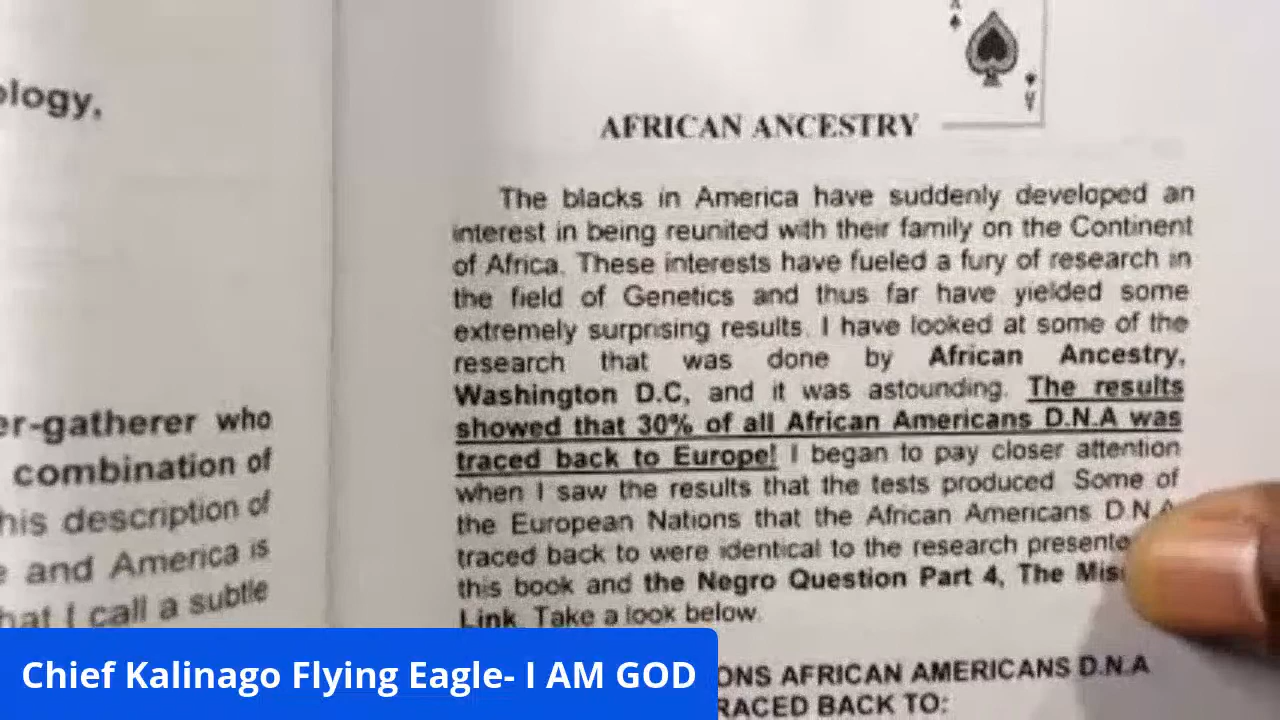 ology,
er-gatherer who
combination of
his description of
and America is
hat I call a subtle
A
A
AFRICAN ANCESTRY
The blacks in America have suddenly developed an
interest in being reunited with their family on the Continent
of Africa. These interests have fueled a fury of research in
the field of Genetics and thus far have yielded some
extremely surprising results. I have looked at some of the
research that was done by African Ancestry,
Washington D.C, and it was astounding. The results
showed that 30% of all African Americans D.N.A was
traced back to Europe! I began to pay closer attention
when I saw the results that the tests produced. Some of
the European Nations that the African Americans D.N.A
traced back to were identical to the research presente
this book and the Negro Question Part 4, The Mis
Link. Take a look below.
ONS AFRICAN AMERICANS D.N.A
RACED BACK TO:
Chief Kalinago Flying Eagle- I AM GOD